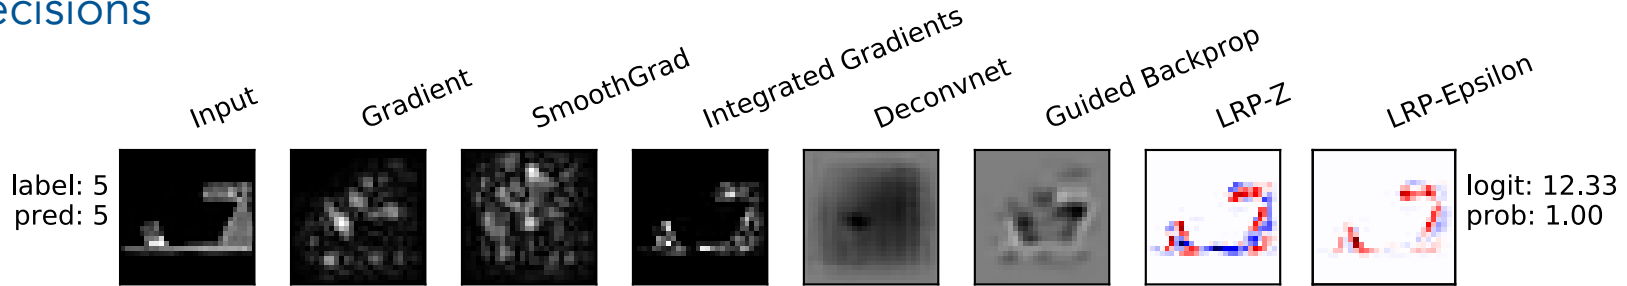 ecisions
Input
Gradient
SmoothGrad
Integrated Gradients
Deconvnet
Guided Backprop
LRP-Z
LRP-Epsilon
label: 5
pred: 5
logit: 12.33
prob: 1.00